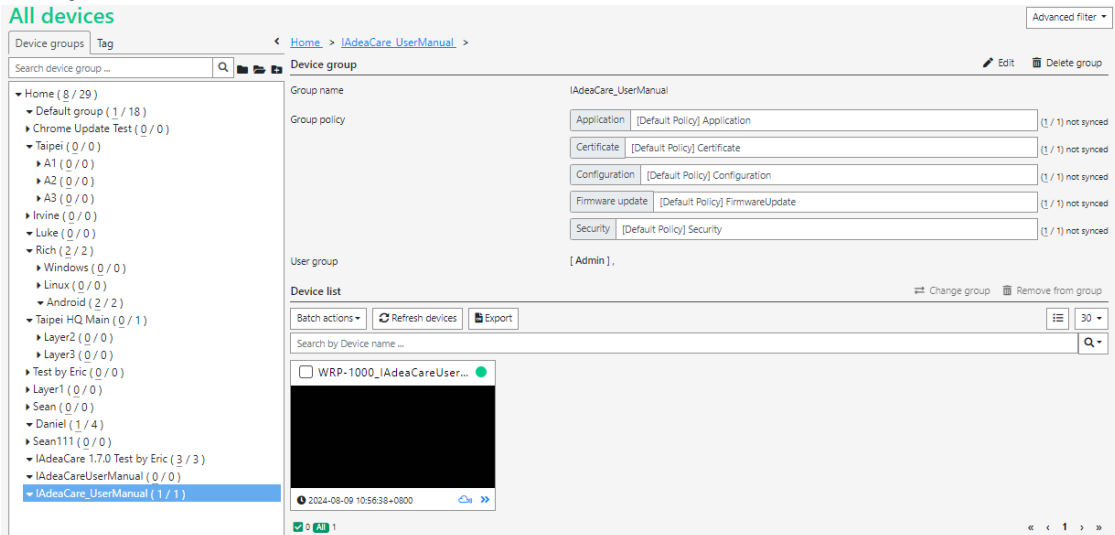 All devices
Advanced filter
Device groups Tag
Home > IAdeaCare_UserManual >
Search device group ...
Device group
Edit Delete group
Home ( 8 / 29 )
Default group ( 1 / 18 )
Chrome Update Test ( 0 / 0 )
Taipei ( 0 / 0 )
A1 ( 0 / 0 )
A2 ( 0 / 0 )
A3 ( 0 / 0 )
Irvine ( 0 / 0 )
Luke ( 0 / 0 )
Rich ( 2 / 2 )
Windows ( 0 / 0 )
Linux ( 0 / 0 )
Android ( 2 / 2 )
Taipei HQ Main ( 0 / 1 )
Layer2 ( 0 / 0 )
Layer3 ( 0 / 0 )
Test by Eric ( 0 / 0 )
Layer1 ( 0 / 0 )
Sean ( 0 / 0 )
Daniel ( 1 / 4 )
Sean111 ( 0 / 0 )
IAdeaCare 1.7.0 Test by Eric ( 3 / 3 )
IAdeaCareUserManual ( 0 / 0 )
IAdeaCare_UserManual ( 1 / 1 )
Group name IAdeaCare_UserManual
Group policy
Application [Default Policy] Application (1 / 1) not synced
Certificate [Default Policy] Certificate (1 / 1) not synced
Configuration [Default Policy] Configuration (1 / 1) not synced
Firmware update [Default Policy] FirmwareUpdate (1 / 1) not synced
Security [Default Policy] Security (1 / 1) not synced
User group [ Admin ] ,
Device list
Change group Remove from group
Batch actions Refresh devices Export 30
Search by Device name ...
WRP-1000_IAdeaCareUser...
2024-08-09 10:56:38+0800
0 All 1
« ‹ 1 › »